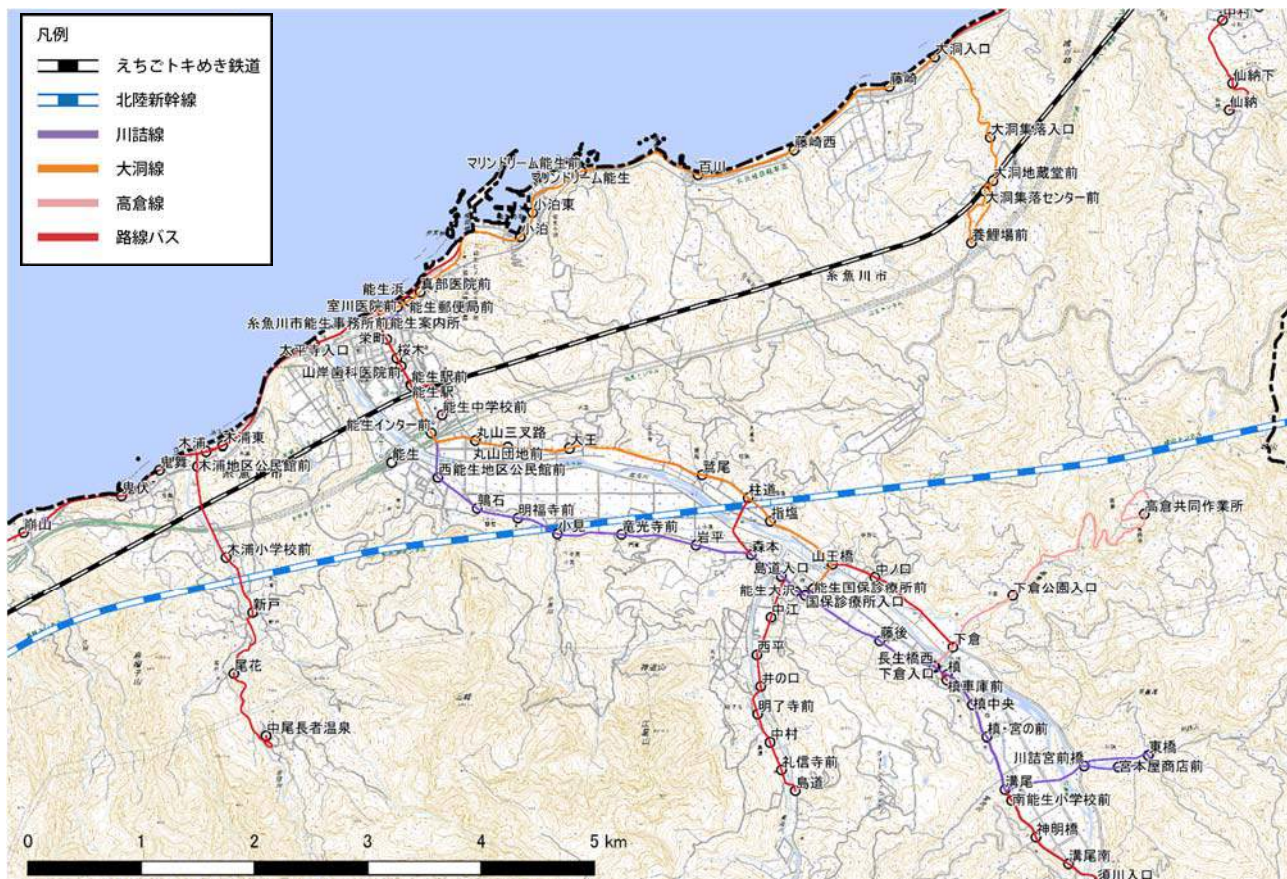 凡例
えちごトキめき鉄道
北陸新幹線
川詰線
大洞線
高倉線
路線バス
中村
仙納下
仙納
大洞入口
藤崎
大洞集落入口
藤崎西
マリンドリーム能生前
マリンドリーム能生
百川
大洞地蔵堂前
大洞集落センター前
小泊東
小泊
養鯉場前
糸魚川市
真部医院前
能生浜
室川医院前
能生郵便局前
糸魚川市能生事務所前
能生案内所
栄町
太平寺入口
桜木
山岸歯科医院前
能生駅前
能生駅
能生中学校前
能生インター前
丸山三叉路
大王
丸山団地前
木浦東
木浦
鬼舞
木浦地区公民館前
能生
西能生地区公民館前
鷲尾
鬼伏
柱道
高倉共同作業所
鶉石
明福寺前
指塩
崩山
小見
竜光寺前
岩平
森本
木浦小学校前
山王橋
島道入口
中ノ口
能生大沢
能生国保診療所前
国保診療所入口
下倉公園入口
新戸
中江
藤後
下倉
西平
長生橋西
槙
下倉入口
尾花
井の口
槙車庫前
明了寺前
槙中央
中尾長者温泉
中村
槙・宮の前
川詰宮前橋
東橋
宮本屋商店前
礼信寺前
島道
溝尾
南能生小学校前
神明橋
溝尾南
須川入口
0 1 2 3 4 5 km